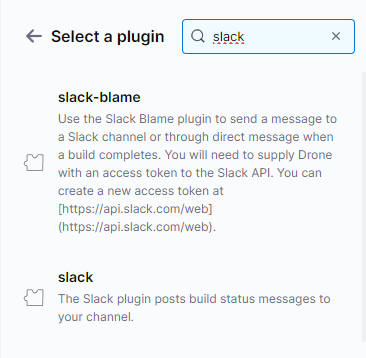 Select a plugin
slack
slack-blame
Use the Slack Blame plugin to send a message to
a Slack channel or through direct message when
a build completes. You will need to supply Drone
with an access token to the Slack API. You can
create a new access token at
[https://api.slack.com/web]
(https://api.slack.com/web).
slack
The Slack plugin posts build status messages to
your channel.